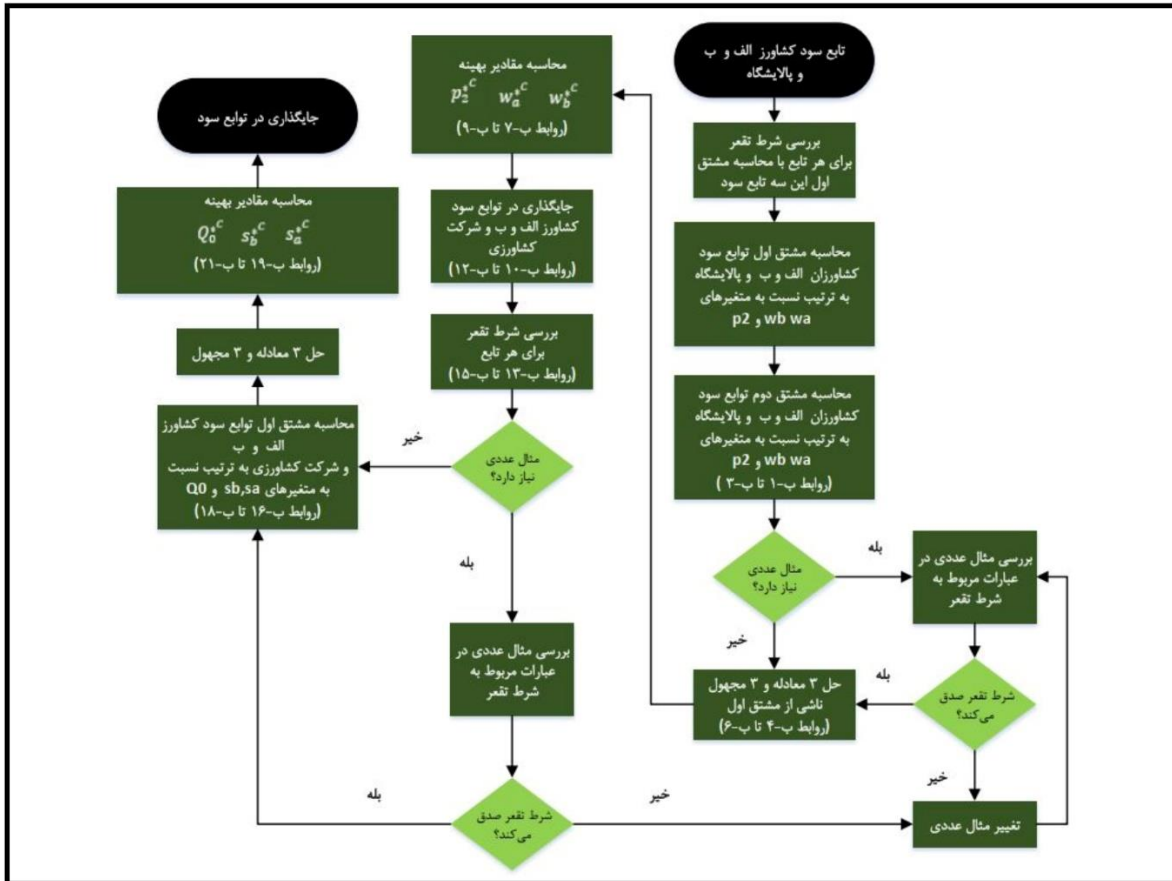 تابع سود کشاورز الف و ب
و پالایشگاه
بررسی شرط تقعر
برای هر تابع با محاسبه مشتق
اول این سه تابع سود
محاسبه مشتق اول توابع سود
کشاورزان الف و ب و پالایشگاه
به ترتیب نسبت به متغیرهای
p2 و wb wa
محاسبه مشتق دوم توابع سود
کشاورزان الف و ب و پالایشگاه
به ترتیب نسبت به متغیرهای
p2 و wb wa
(روابط ب-۱ تا ب-۳)
مثال عددی
نیاز دارد؟
بله
خیر
بررسی مثال عددی در
عبارات مربوط به
شرط تقعر
شرط تقعر صدق
می‌کند؟
بله
خیر
تغییر مثال عددی
حل ۳ معادله و ۳ مجهول
ناشی از مشتق اول
(روابط ب-۴ تا ب-۶)
محاسبه مقادیر بهینه
p₂*ᶜ wₐ*ᶜ w_b*ᶜ
(روابط ب-۷ تا ب-۹)
جایگذاری در توابع سود
کشاورز الف و ب و شرکت
کشاورزی
(روابط ب-۱۰ تا ب-۱۲)
بررسی شرط تقعر
برای هر تابع
(روابط ب-۱۳ تا ب-۱۵)
مثال عددی
نیاز دارد؟
خیر
بله
بررسی مثال عددی در
عبارات مربوط به
شرط تقعر
شرط تقعر صدق
می‌کند؟
بله
خیر
محاسبه مشتق اول توابع سود کشاورز
الف و ب
و شرکت کشاورزی به ترتیب نسبت
به متغیرهای sb,sa و Q0
(روابط ب-۱۶ تا ب-۱۸)
حل ۳ معادله و ۳ مجهول
محاسبه مقادیر بهینه
Q₀*ᶜ s_b*ᶜ sₐ*ᶜ
(روابط ب-۱۹ تا ب-۲۱)
جایگذاری در توابع سود